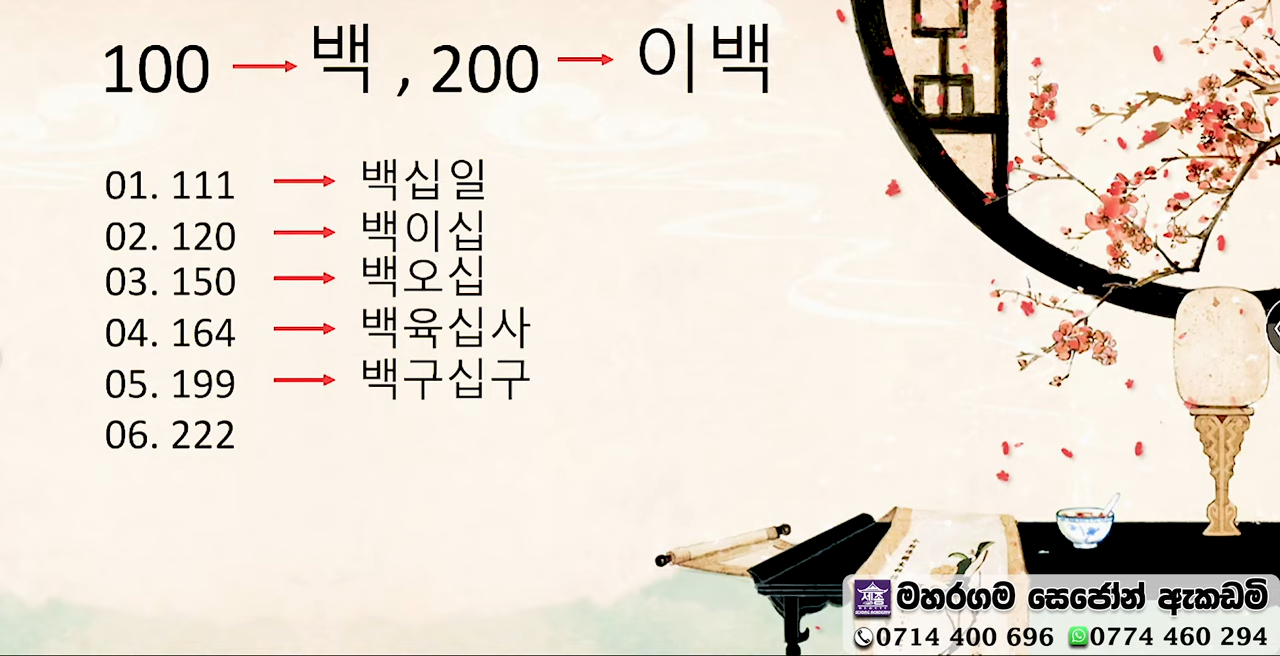 100 → 백 , 200 → 이백
01. 111 → 백십일
02. 120 → 백이십
03. 150 → 백오십
04. 164 → 백육십사
05. 199 → 백구십구
06. 222
세종
මහරගම සෙජෝන් ඇකඩමි
0714 400 696 0774 460 294